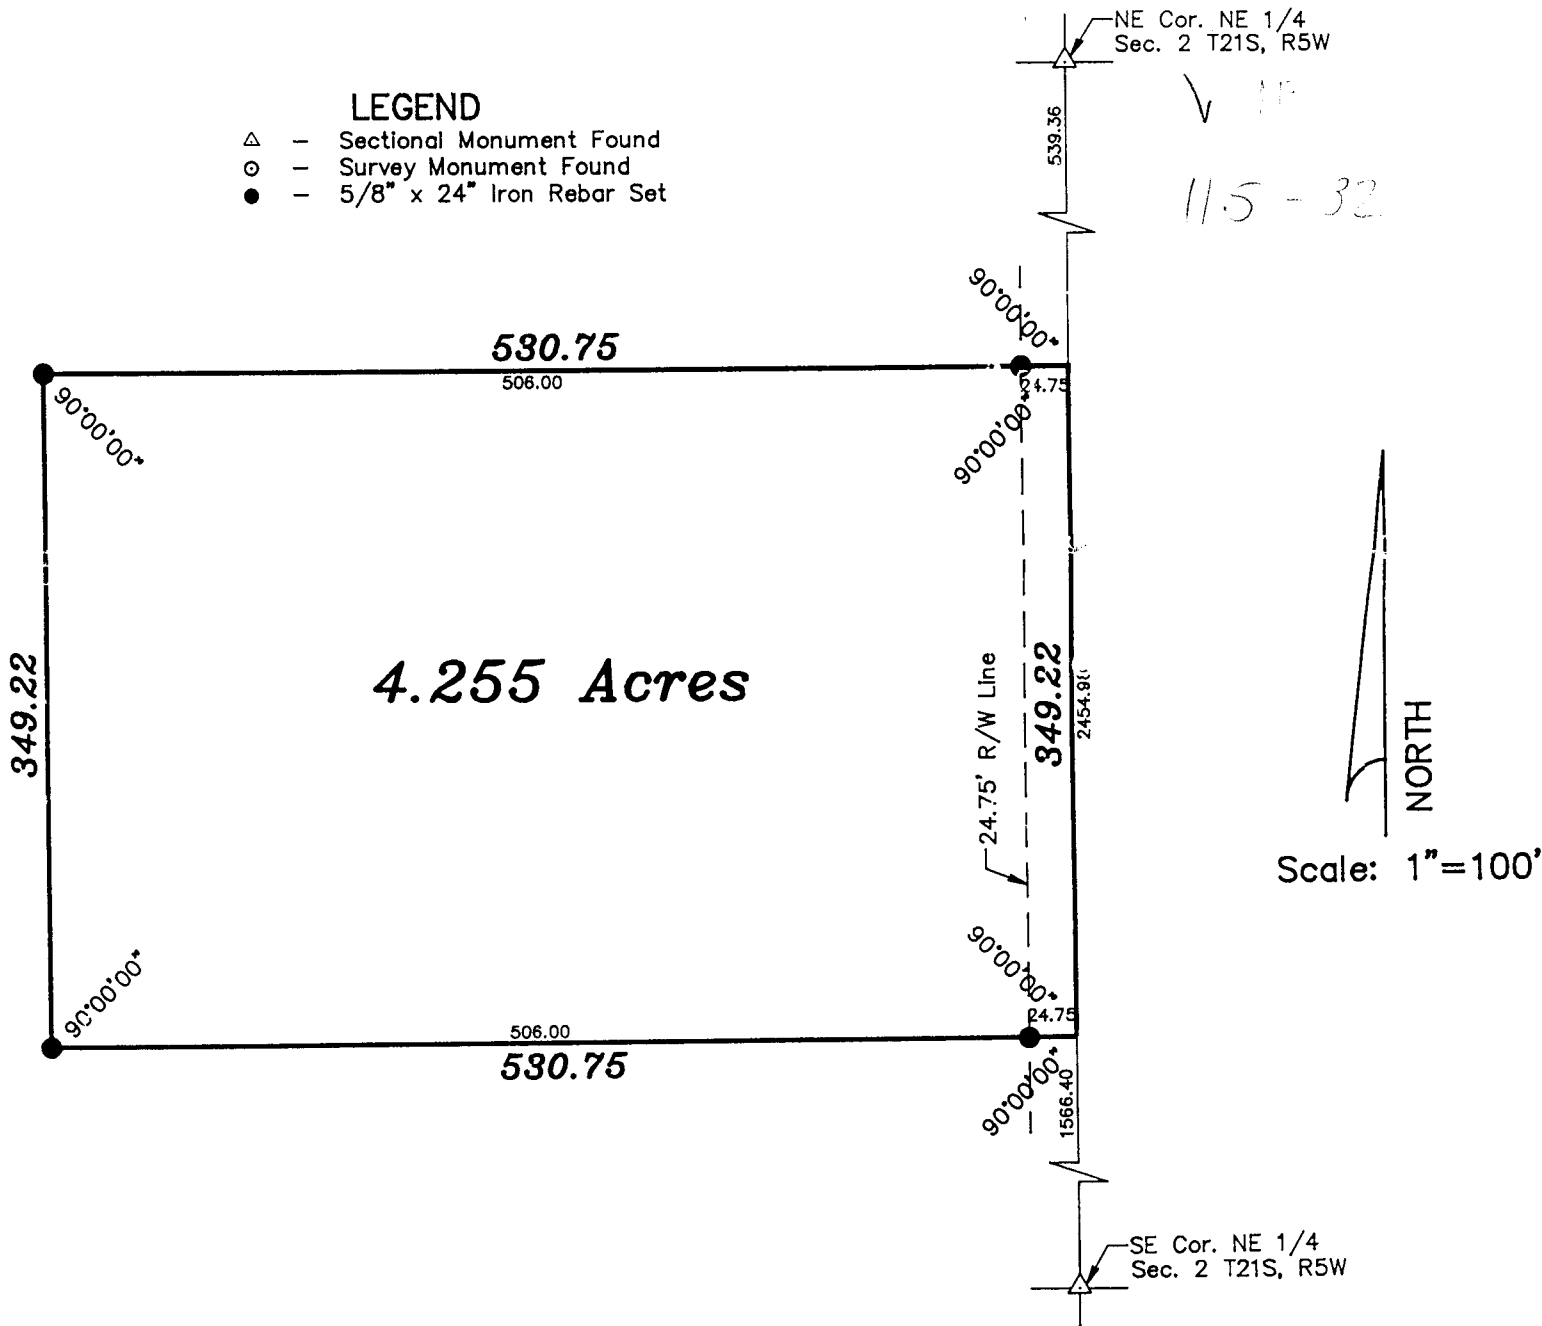 NE Cor. NE 1/4
Sec. 2 T21S, R5W
LEGEND
△ – Sectional Monument Found
⊙ – Survey Monument Found
● – 5/8" x 24" Iron Rebar Set
539.36
115 - 32
90°00'00"
530.75
506.00
24.75
90°00'00"
90°00'00"
349.22
4.255 Acres
24.75' R/W Line
349.22
NORTH
Scale: 1"=100'
90°00'00"
90°00'00"
506.00
24.75
530.75
90°00'00"
1566.40
SE Cor. NE 1/4
Sec. 2 T21S, R5W